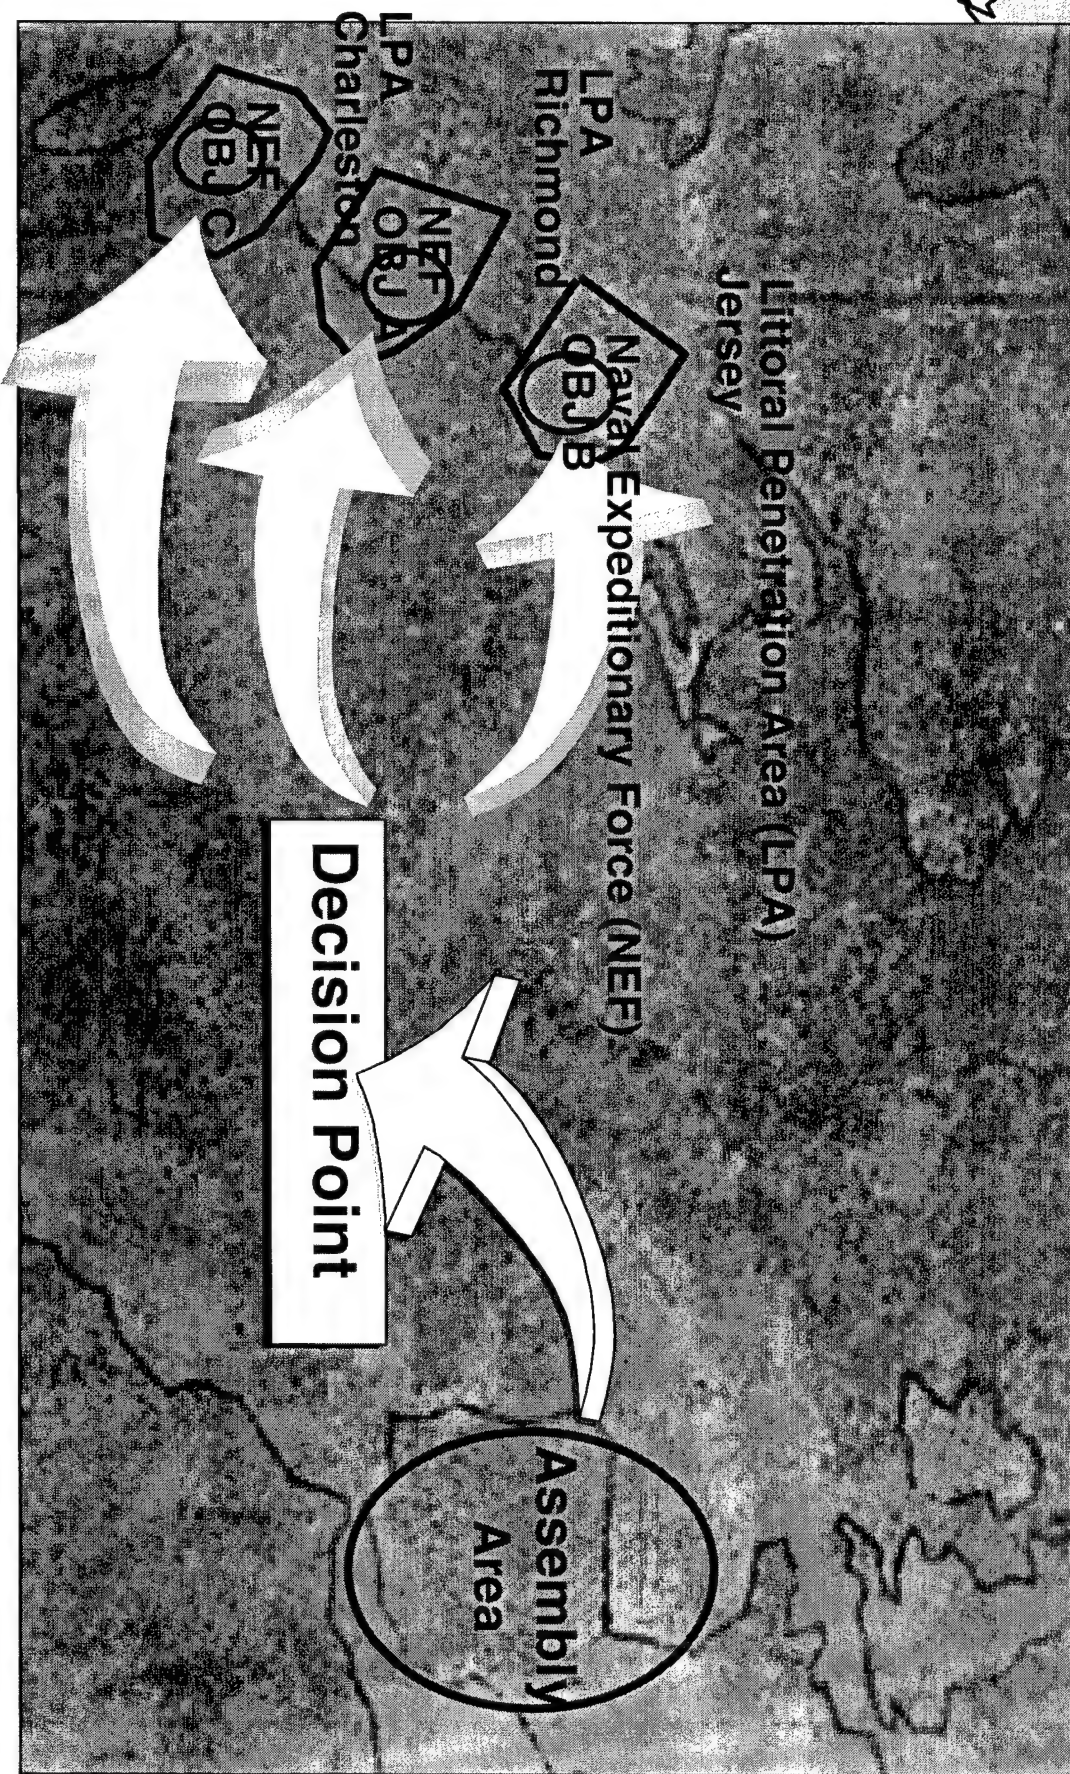 Littoral Penetration Area (LPA)
Jersey
Naval Expeditionary Force (NEF)
OBJ B
LPA
Richmond
NEF
OBJ A
LPA
Charleston
NEF
OBJ C
Decision Point
Assembly
Area